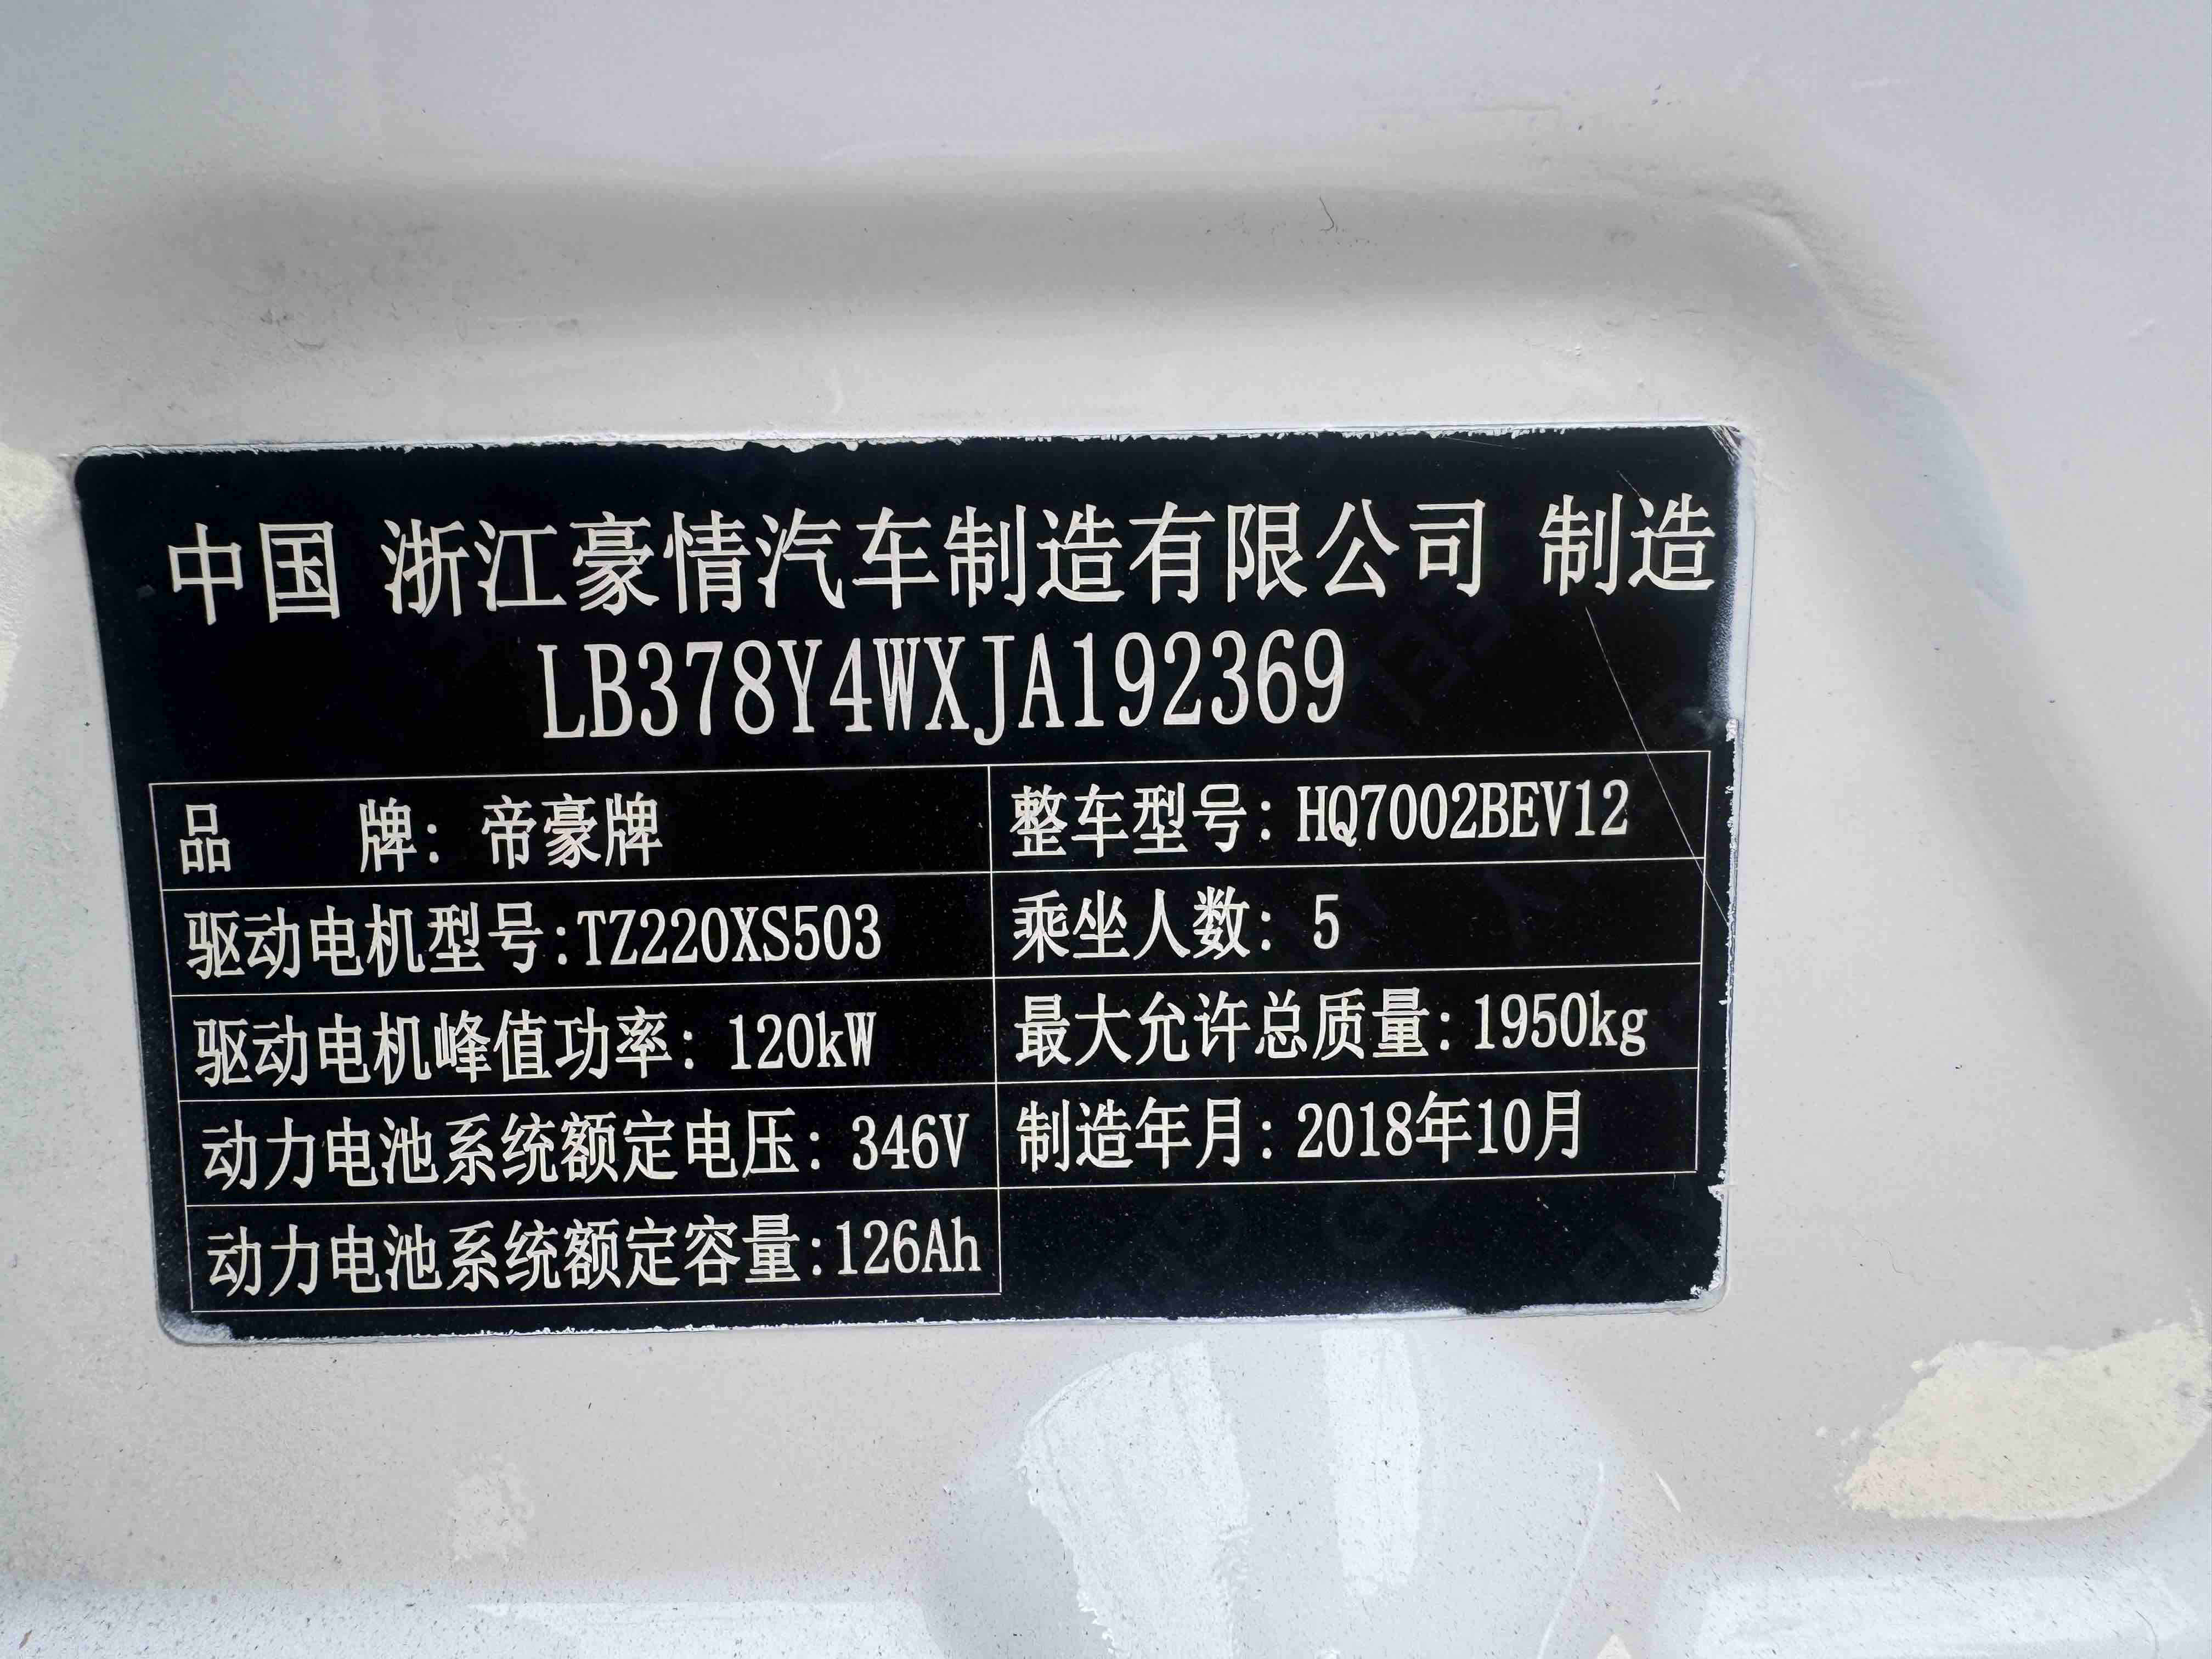 中国 浙江豪情汽车制造有限公司 制造
LB378Y4WXJA192369
品 牌: 帝豪牌 整车型号: HQ7002BEV12
驱动电机型号:TZ220XS503 乘坐人数: 5
驱动电机峰值功率: 120kW 最大允许总质量: 1950kg
动力电池系统额定电压: 346V 制造年月: 2018年10月
动力电池系统额定容量:126Ah